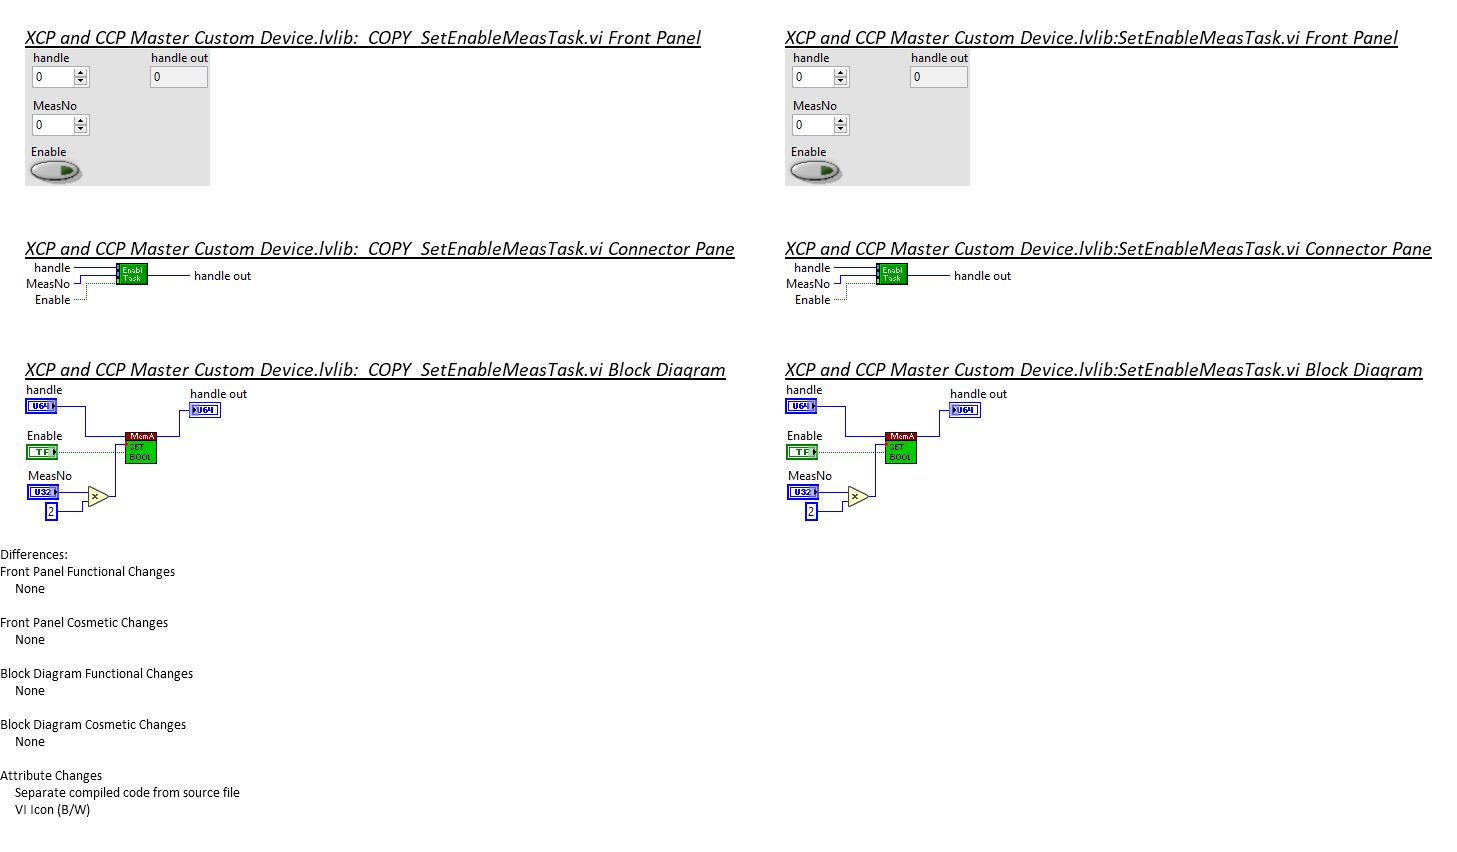 XCP and CCP Master Custom Device.lvlib:_COPY_SetEnableMeasTask.vi Front Panel
handle
handle out
0
0
MeasNo
0
Enable
XCP and CCP Master Custom Device.lvlib:SetEnableMeasTask.vi Front Panel
handle
handle out
0
0
MeasNo
0
Enable
XCP and CCP Master Custom Device.lvlib:_COPY_SetEnableMeasTask.vi Connector Pane
handle
MeasNo
Enable
Enabl
Task
handle out
XCP and CCP Master Custom Device.lvlib:SetEnableMeasTask.vi Connector Pane
handle
MeasNo
Enable
Enabl
Task
handle out
XCP and CCP Master Custom Device.lvlib:_COPY_SetEnableMeasTask.vi Block Diagram
handle
handle out
U64
U64
Enable
TF
MemA
SET
BOOL
MeasNo
U32
×
2
XCP and CCP Master Custom Device.lvlib:SetEnableMeasTask.vi Block Diagram
handle
handle out
U64
U64
Enable
TF
MemA
SET
BOOL
MeasNo
U32
×
2
Differences:
Front Panel Functional Changes
None
Front Panel Cosmetic Changes
None
Block Diagram Functional Changes
None
Block Diagram Cosmetic Changes
None
Attribute Changes
Separate compiled code from source file
VI Icon (B/W)